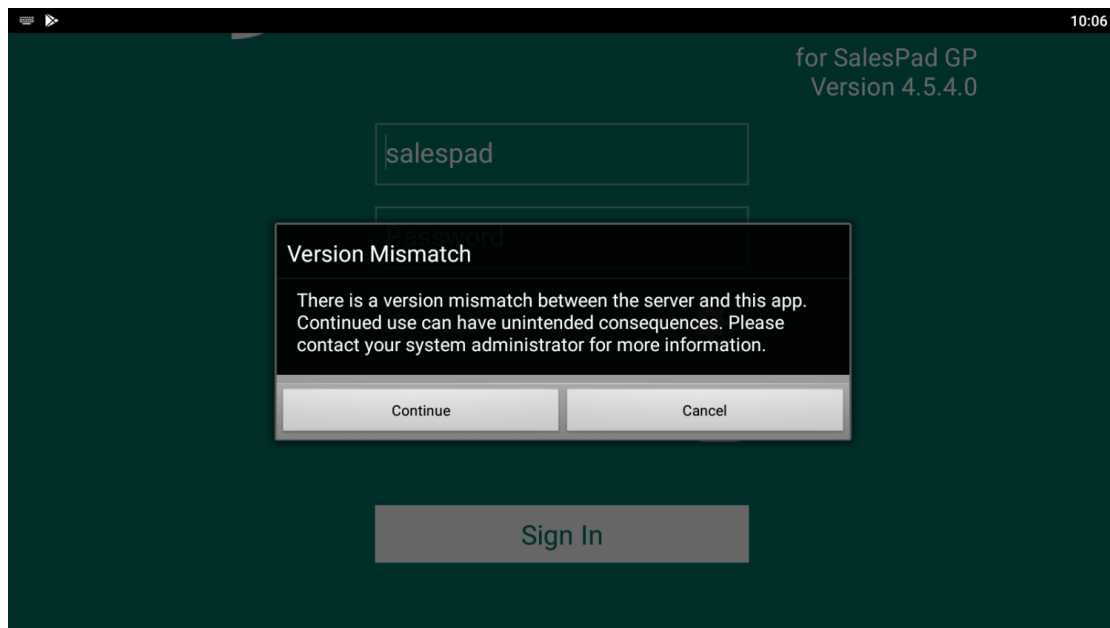 10:06
for SalesPad GP
Version 4.5.4.0
salespad
Password
Version Mismatch
There is a version mismatch between the server and this app.
Continued use can have unintended consequences. Please
contact your system administrator for more information.
Continue
Cancel
Sign In